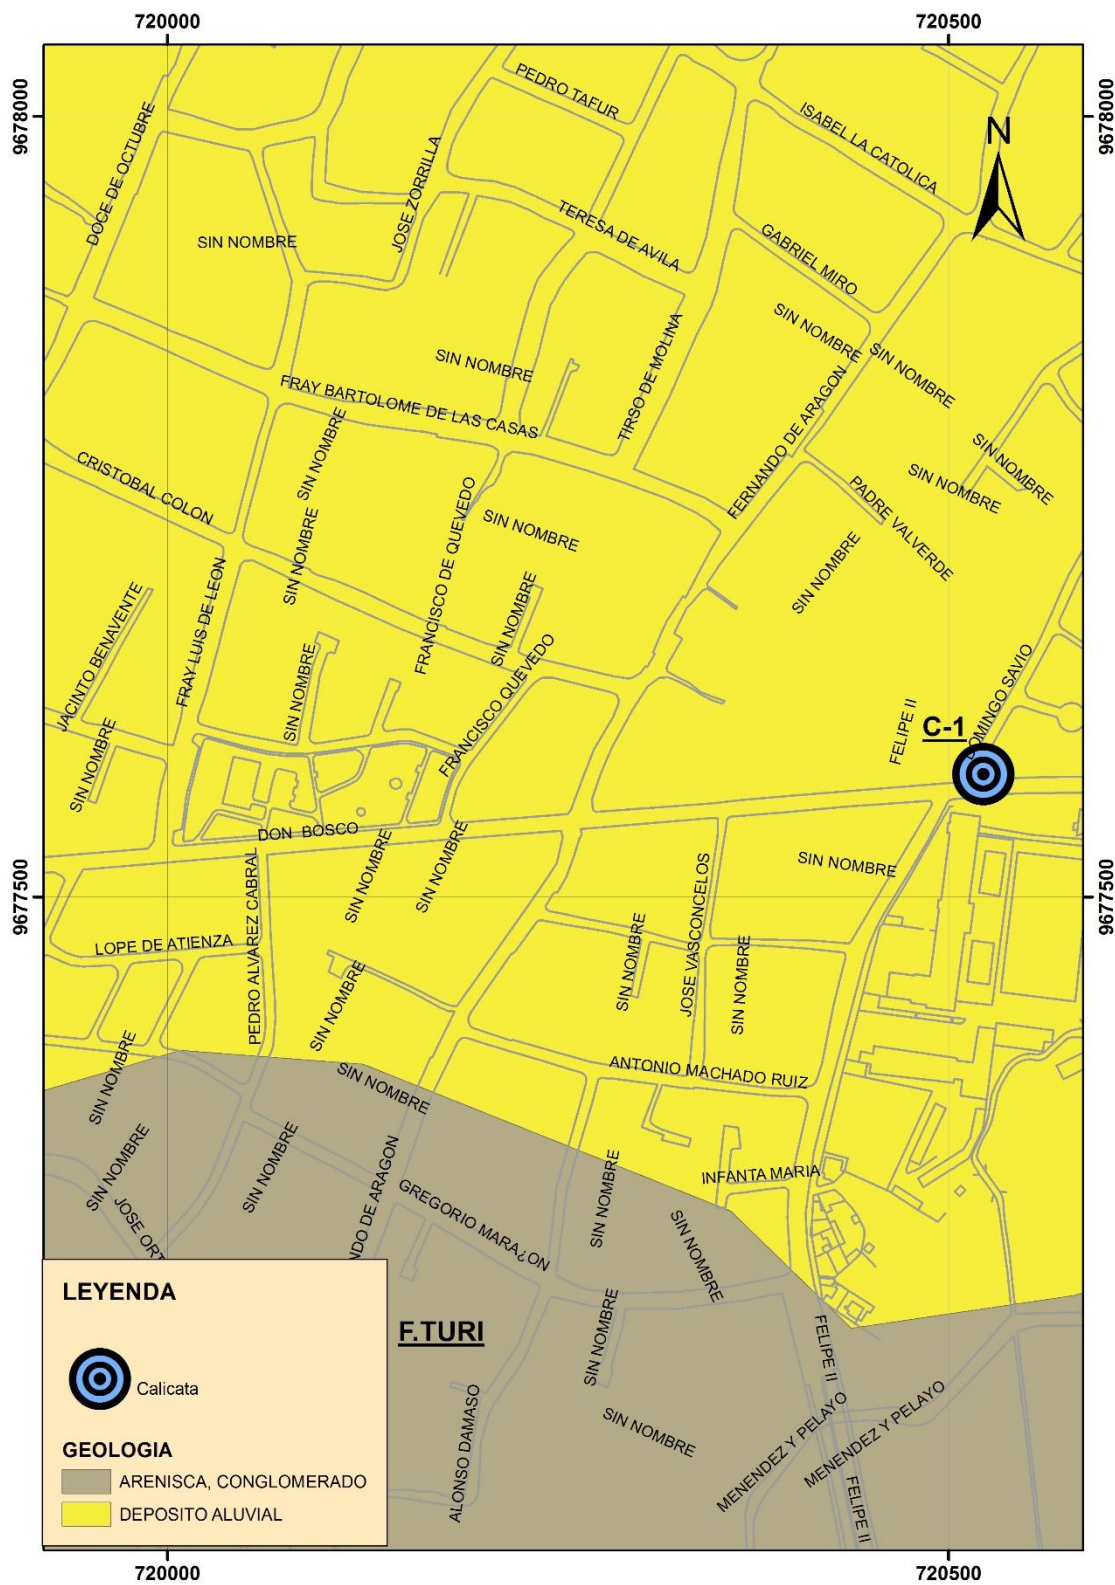 720000
720500
9678000
9678000
PEDRO TAFUR
ISABEL LA CATOLICA
N
DOCE DE OCTUBRE
JOSE ZORRILLA
SIN NOMBRE
TERESA DE AVILA
GABRIEL MIRO
SIN NOMBRE
SIN NOMBRE
SIN NOMBRE
TIRSO DE MOLINA
FRAY BARTOLOME DE LAS CASAS
FERNANDO DE ARAGON
SIN NOMBRE
SIN NOMBRE
SIN NOMBRE
CRISTOBAL COLON
SIN NOMBRE
FRANCISCO DE QUEVEDO
SIN NOMBRE
PADRE VALVERDE
SIN NOMBRE
JACINTO BENAVENTE
FRAY LUIS DE LEON
SIN NOMBRE
SIN NOMBRE
FRANCISCO QUEVEDO
DOMINGO SAVIO
FELIPE II
C-1
SIN NOMBRE
DON BOSCO
SIN NOMBRE
SIN NOMBRE
SIN NOMBRE
9677500
9677500
PEDRO ALVAREZ CABRAL
JOSE VASCONCELOS
LOPE DE ATIENZA
SIN NOMBRE
SIN NOMBRE
SIN NOMBRE
ANTONIO MACHADO RUIZ
SIN NOMBRE
SIN NOMBRE
SIN NOMBRE
SIN NOMBRE
INFANTA MARIA
SIN NOMBRE
GREGORIO MARA¿ON
NDO DE ARAGON
SIN NOMBRE
JOSE ORT
LEYENDA
Calicata
GEOLOGIA
ARENISCA, CONGLOMERADO
DEPOSITO ALUVIAL
F.TURI
SIN NOMBRE
FELIPE II
ALONSO DAMASO
SIN NOMBRE
MENENDEZ Y PELAYO
MENENDEZ Y PELAYO
FELIPE II
720000
720500